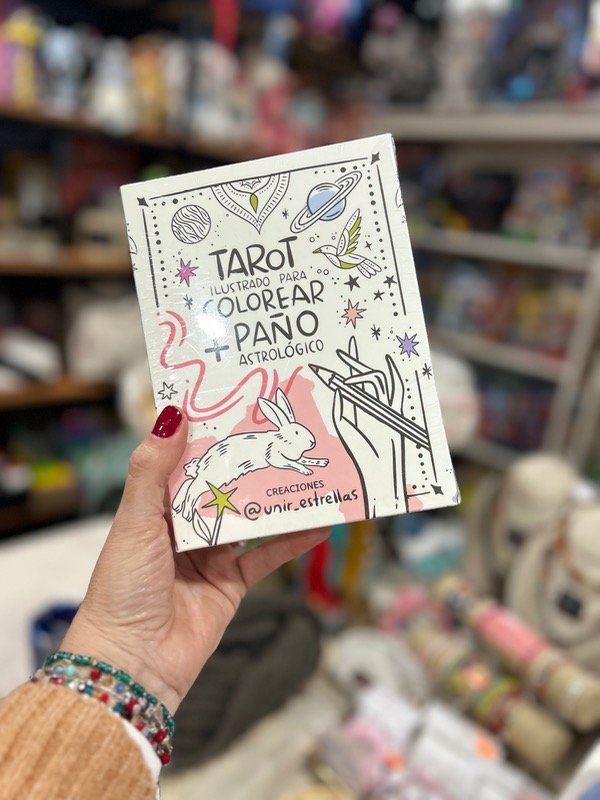 TAROT
ILUSTRADO PARA
COLOREAR
+ PAÑO
ASTROLÓGICO
CREACIONES
@unir_estrellas